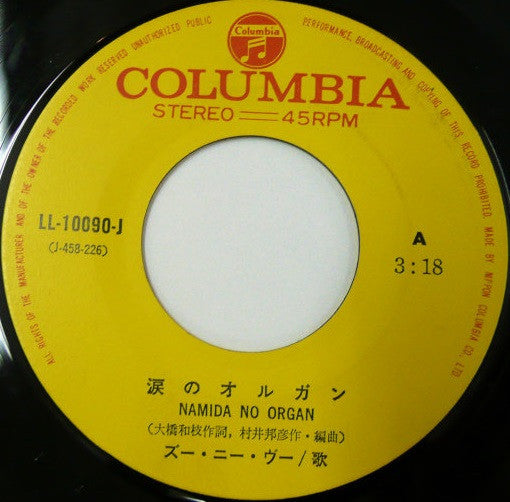 Columbia
COLUMBIA
STEREO 45RPM
LL-10090-J
(J-458-226)
A
3:18
涙のオルガン
NAMIDA NO ORGAN
(大橋和枝作詞, 村井邦彦作・編曲)
ズー・ニー・ヴー/歌
ALL RIGHTS OF THE MANUFACTURER AND OF THE OWNER OF THE RECORDED WORK RESERVED UNAUTHORIZED PUBLIC PERFORMANCE, BROADCASTING AND COPYING OF THIS RECORD PROHIBITED. MADE BY NIPPON COLUMBIA CO., LTD.